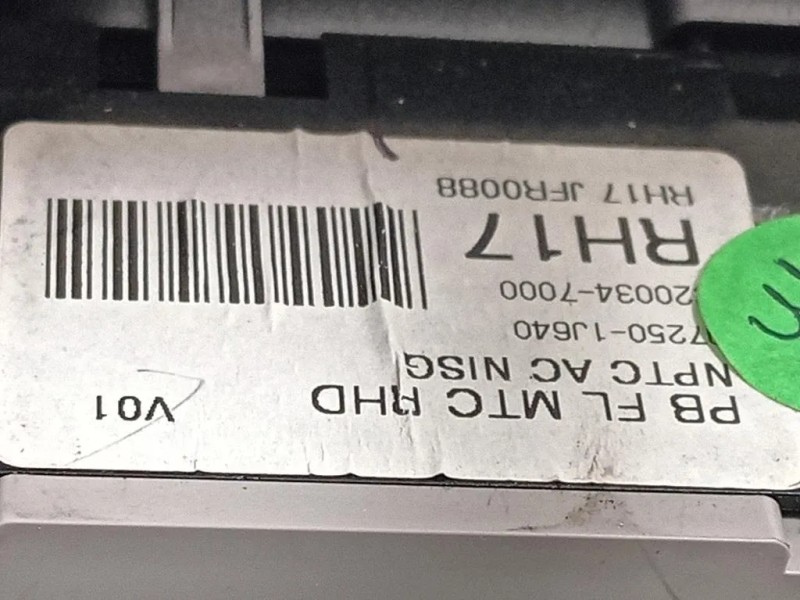 PB FL MTC RHD V01
NPTC AC NISG
7250-1J640
20034-7000
RH17
RH17 JFR0088